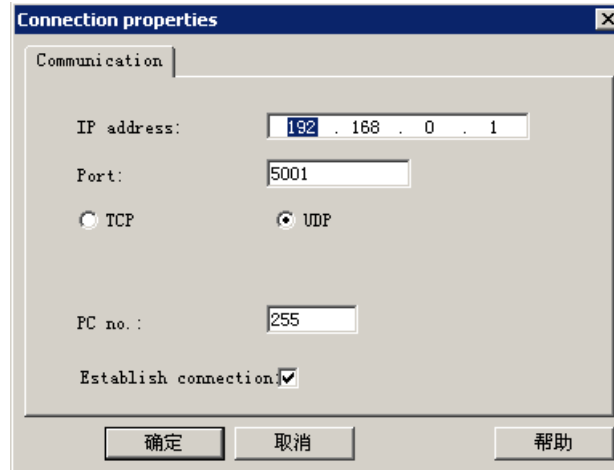 Connection properties
Communication
IP address: 192 . 168 . 0 . 1
Port: 5001
TCP UDP
PC no.: 255
Establish connection:
确定 取消 帮助